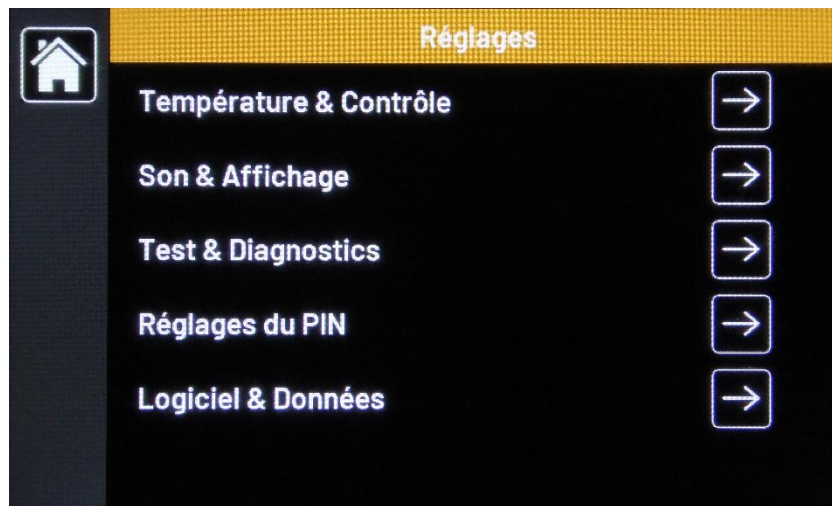 Réglages
Température & Contrôle
Son & Affichage
Test & Diagnostics
Réglages du PIN
Logiciel & Données